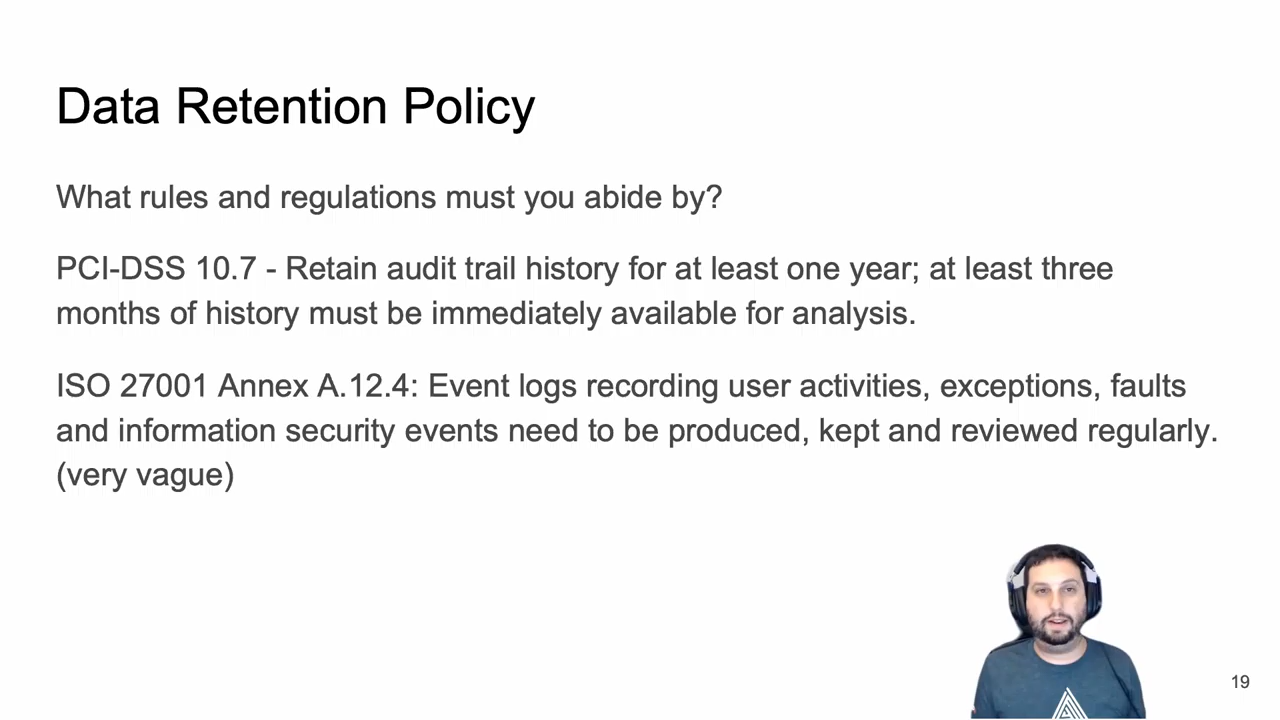 Data Retention Policy
What rules and regulations must you abide by?
PCI-DSS 10.7 - Retain audit trail history for at least one year; at least three
months of history must be immediately available for analysis.
ISO 27001 Annex A.12.4: Event logs recording user activities, exceptions, faults
and information security events need to be produced, kept and reviewed regularly.
(very vague)
19